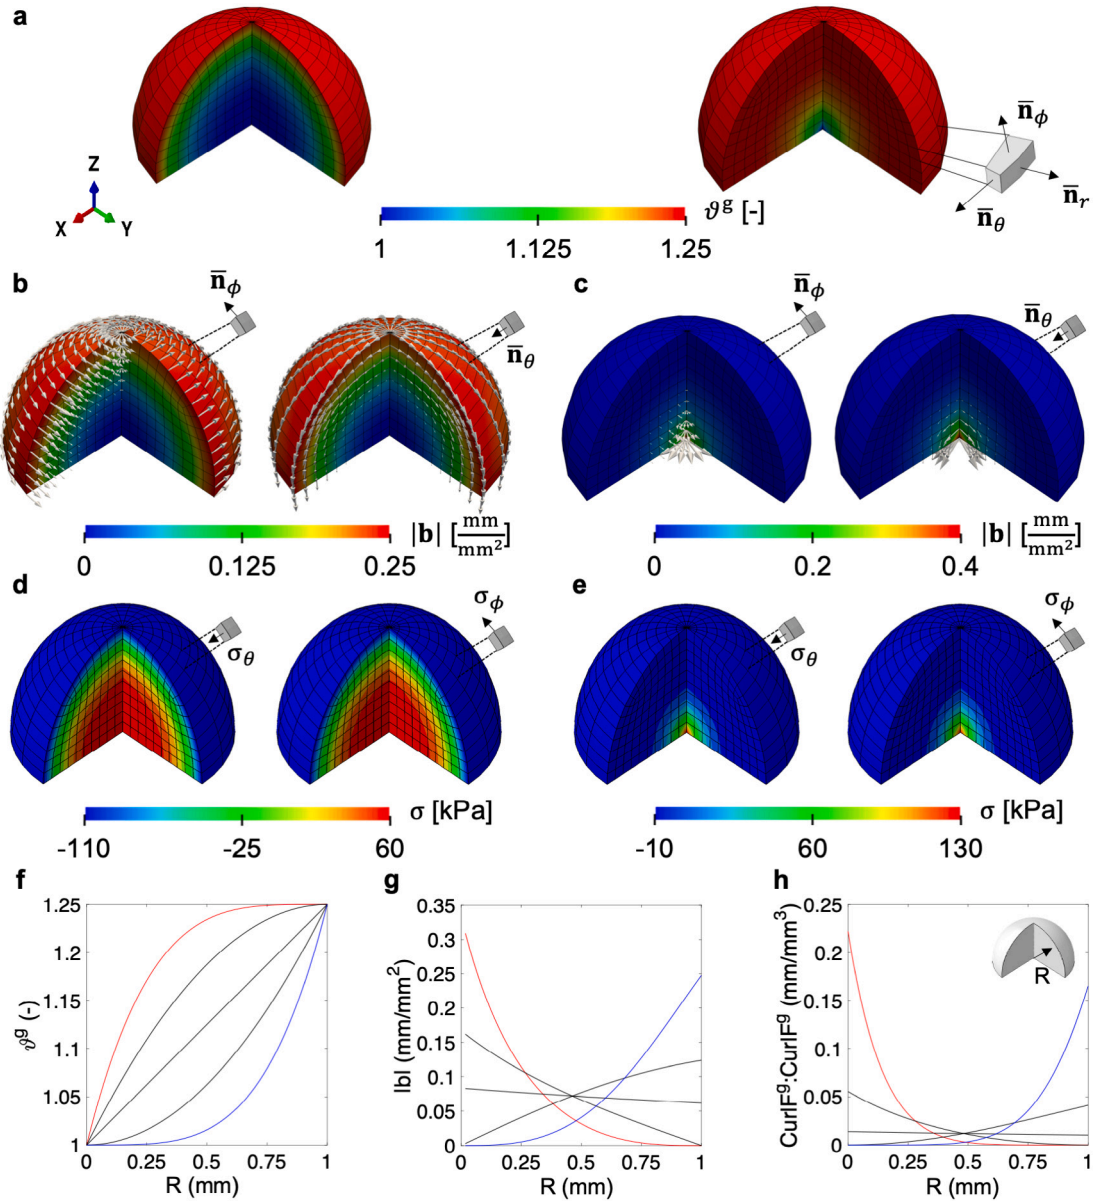 a
n̅ϕ
n̅r
n̅θ
Z
X
Y
ϑᵍ [-]
1
1.125
1.25
b
n̅ϕ
n̅θ
c
n̅ϕ
n̅θ
|b| [mm/mm²]
0
0.125
0.25
|b| [mm/mm²]
0
0.2
0.4
d
σθ
σϕ
e
σθ
σϕ
σ [kPa]
-110
-25
60
σ [kPa]
-10
60
130
f
1.25
1.2
1.15
1.1
1.05
1
ϑᵍ (-)
0
0.25
0.5
0.75
1
R (mm)
g
0.35
0.3
0.25
0.2
0.15
0.1
0.05
0
|b| (mm/mm²)
0
0.25
0.5
0.75
1
R (mm)
h
0.25
0.2
0.15
0.1
0.05
0
CurlFᵍ:CurlFᵍ (mm/mm³)
R
0
0.25
0.5
0.75
1
R (mm)